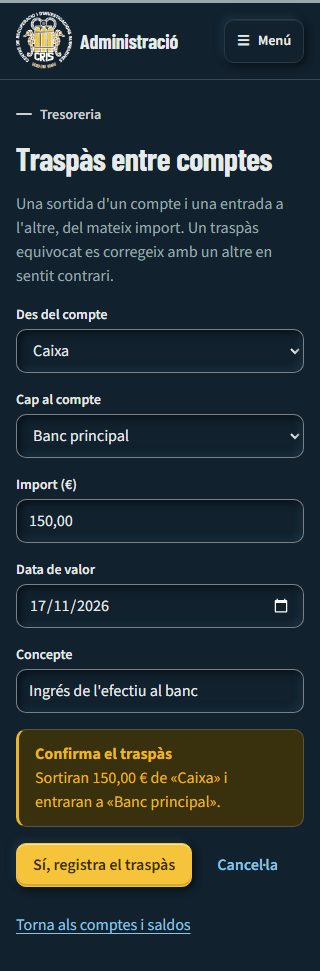 CRIS
Administració
☰ Menú
— Tresoreria
Traspàs entre comptes
Una sortida d'un compte i una entrada a
l'altre, del mateix import. Un traspàs
equivocat es corregeix amb un altre en
sentit contrari.
Des del compte
Caixa
Cap al compte
Banc principal
Import (€)
150,00
Data de valor
17/11/2026
Concepte
Ingrés de l'efectiu al banc
Confirma el traspàs
Sortiran 150,00 € de «Caixa» i
entraran a «Banc principal».
Sí, registra el traspàs
Cancel·la
Torna als comptes i saldos